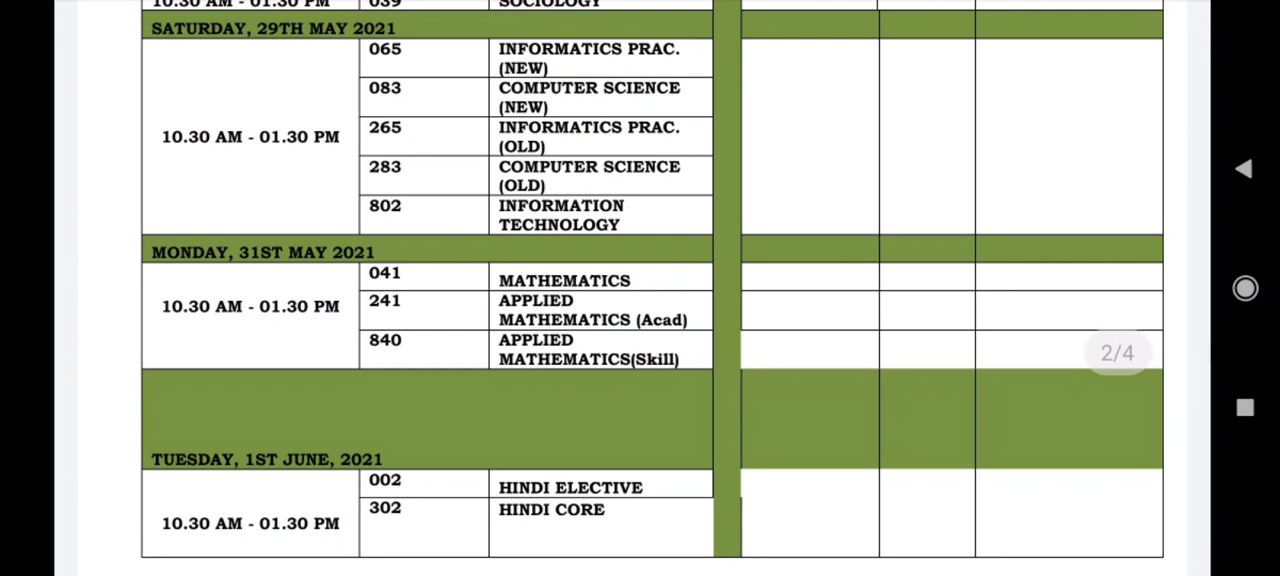 10.30 AM - 01.30 PM 039 SOCIOLOGY
SATURDAY, 29TH MAY 2021
065 INFORMATICS PRAC.
(NEW)
083 COMPUTER SCIENCE
(NEW)
10.30 AM - 01.30 PM
265 INFORMATICS PRAC.
(OLD)
283 COMPUTER SCIENCE
(OLD)
802 INFORMATION
TECHNOLOGY
MONDAY, 31ST MAY 2021
041 MATHEMATICS
10.30 AM - 01.30 PM
241 APPLIED
MATHEMATICS (Acad)
840 APPLIED
MATHEMATICS(Skill)
2/4
TUESDAY, 1ST JUNE, 2021
002 HINDI ELECTIVE
302 HINDI CORE
10.30 AM - 01.30 PM